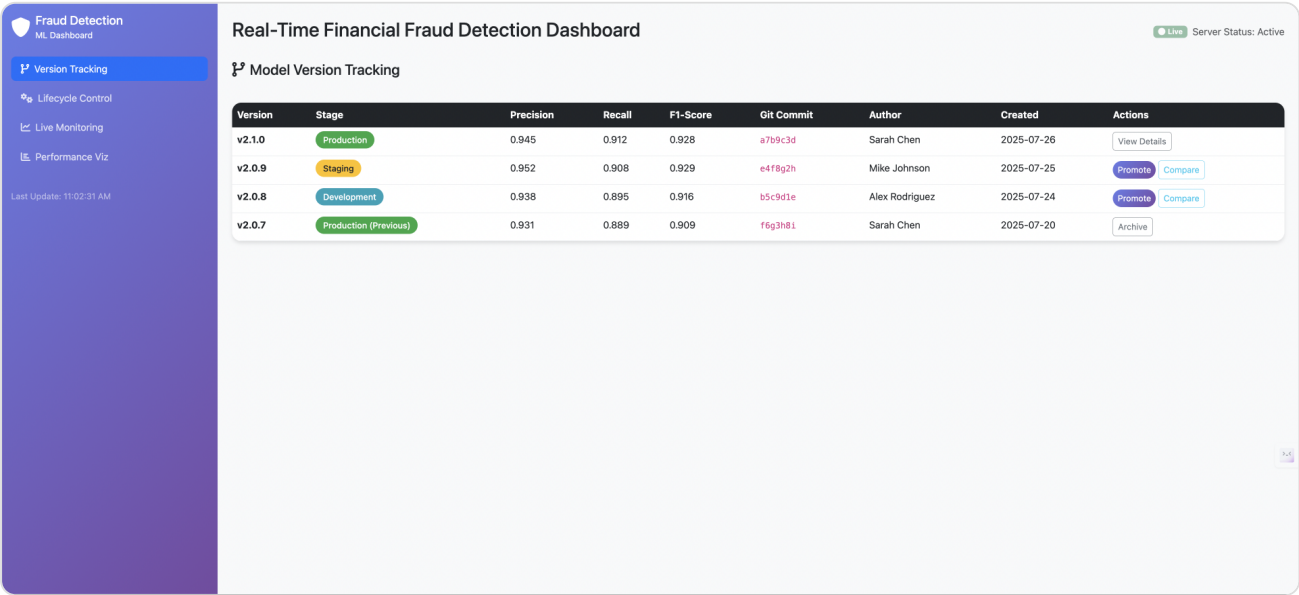 Fraud Detection
ML Dashboard
Version Tracking
Lifecycle Control
Live Monitoring
Performance Viz
Last Update: 11:02:31 AM
Real-Time Financial Fraud Detection Dashboard
Live Server Status: Active
Model Version Tracking
Version Stage Precision Recall F1-Score Git Commit Author Created Actions
v2.1.0 Production 0.945 0.912 0.928 a7b9c3d Sarah Chen 2025-07-26 View Details
v2.0.9 Staging 0.952 0.908 0.929 e4f8g2h Mike Johnson 2025-07-25 Promote Compare
v2.0.8 Development 0.938 0.895 0.916 b5c9d1e Alex Rodriguez 2025-07-24 Promote Compare
v2.0.7 Production (Previous) 0.931 0.889 0.909 f6g3h8i Sarah Chen 2025-07-20 Archive